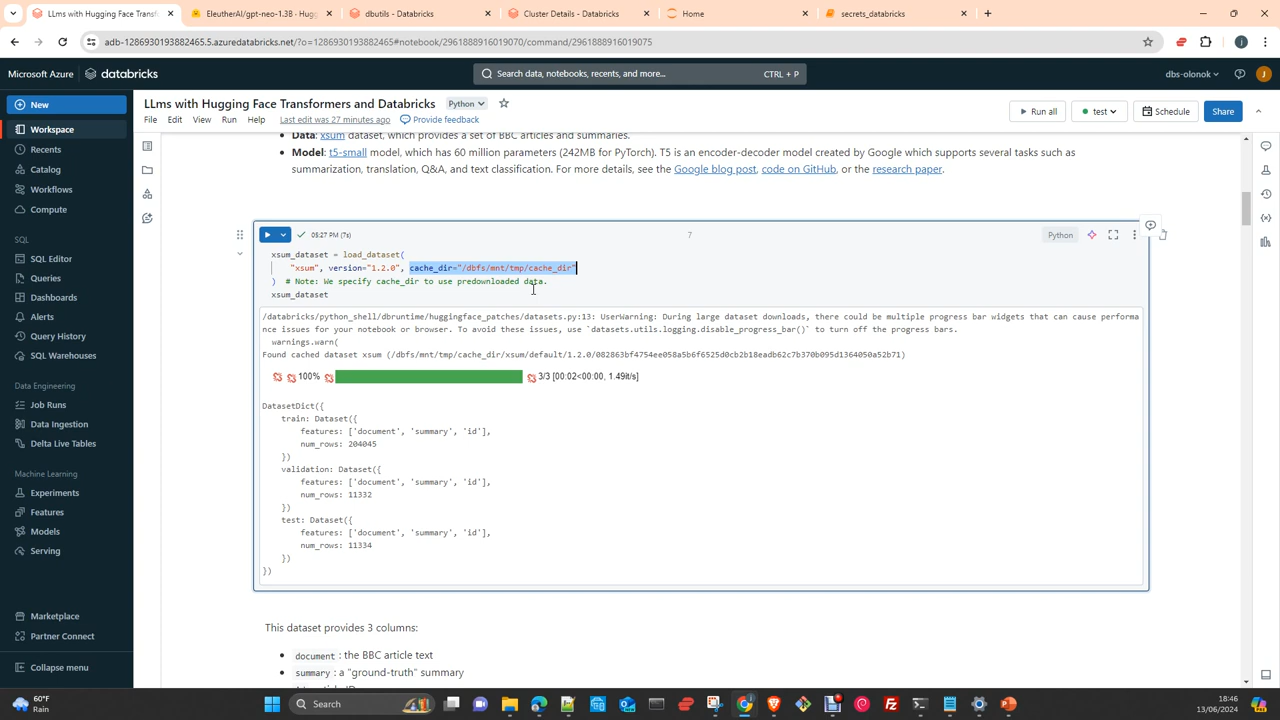 LLms with Hugging Face Transf
EleutherAI/gpt-neo-1.3B · Hugg
dbutils - Databricks
Cluster Details - Databricks
Home
secrets_databricks
adb-1286930193882465.5.azuredatabricks.net/?o=1286930193882465#notebook/2961888916019070/command/2961888916019075
Microsoft Azure
databricks
Search data, notebooks, recents, and more...
CTRL + P
dbs-olonok
J
New
Workspace
Recents
Catalog
Workflows
Compute
SQL
SQL Editor
Queries
Dashboards
Alerts
Query History
SQL Warehouses
Data Engineering
Job Runs
Data Ingestion
Delta Live Tables
Machine Learning
Experiments
Features
Models
Serving
Marketplace
Partner Connect
Collapse menu
LLms with Hugging Face Transformers and Databricks
Python
File Edit View Run Help
Last edit was 27 minutes ago
Provide feedback
Run all
test
Schedule
Share
• Data: xsum dataset, which provides a set of BBC articles and summaries.
• Model: t5-small model, which has 60 million parameters (242MB for PyTorch). T5 is an encoder-decoder model created by Google which supports several tasks such as
summarization, translation, Q&A, and text classification. For more details, see the Google blog post, code on GitHub, or the research paper.
05:27 PM (7s)
7
Python
xsum_dataset = load_dataset(
"xsum", version="1.2.0", cache_dir="/dbfs/mnt/tmp/cache_dir"
) # Note: We specify cache_dir to use predownloaded data.
xsum_dataset
/databricks/python_shell/dbruntime/huggingface_patches/datasets.py:13: UserWarning: During large dataset downloads, there could be multiple progress bar widgets that can cause performa
nce issues for your notebook or browser. To avoid these issues, use `datasets.utils.logging.disable_progress_bar()` to turn off the progress bars.
warnings.warn(
Found cached dataset xsum (/dbfs/mnt/tmp/cache_dir/xsum/default/1.2.0/082863bf4754ee058a5b6f6525d0cb2b18eadb62c7b370b095d1364050a52b71)
100%
3/3 [00:02<00:00, 1.49it/s]
DatasetDict({
train: Dataset({
features: ['document', 'summary', 'id'],
num_rows: 204045
})
validation: Dataset({
features: ['document', 'summary', 'id'],
num_rows: 11332
})
test: Dataset({
features: ['document', 'summary', 'id'],
num_rows: 11334
})
})
This dataset provides 3 columns:
• document : the BBC article text
• summary : a "ground-truth" summary
60°F
Rain
Search
18:46
13/06/2024